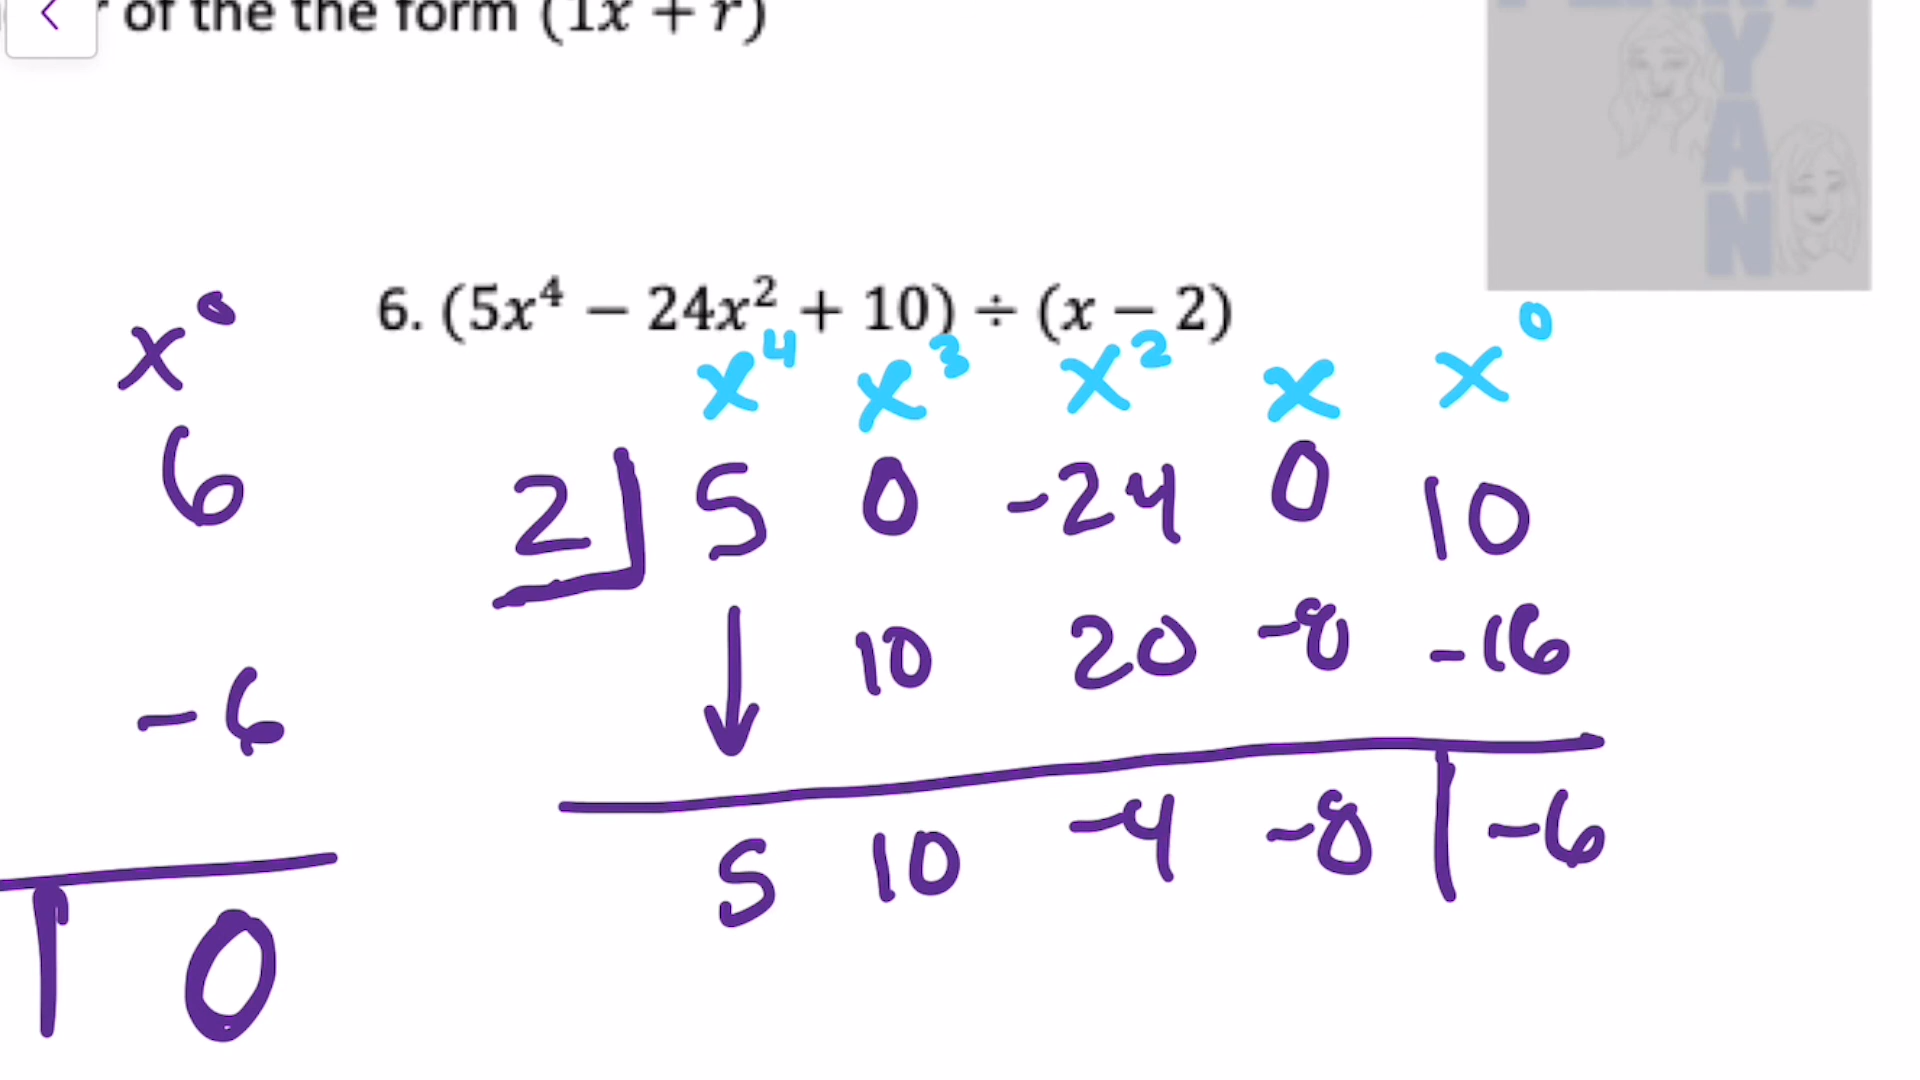 of the the form (1x + r)
6. (5x⁴ − 24x² + 10) ÷ (x − 2)
x⁰
x⁴ x³ x² x x⁰
6
2 5 0 -24 0 10
10 20 -8 -16
-6
5 10 -4 -8 | -6
| 0
YAN